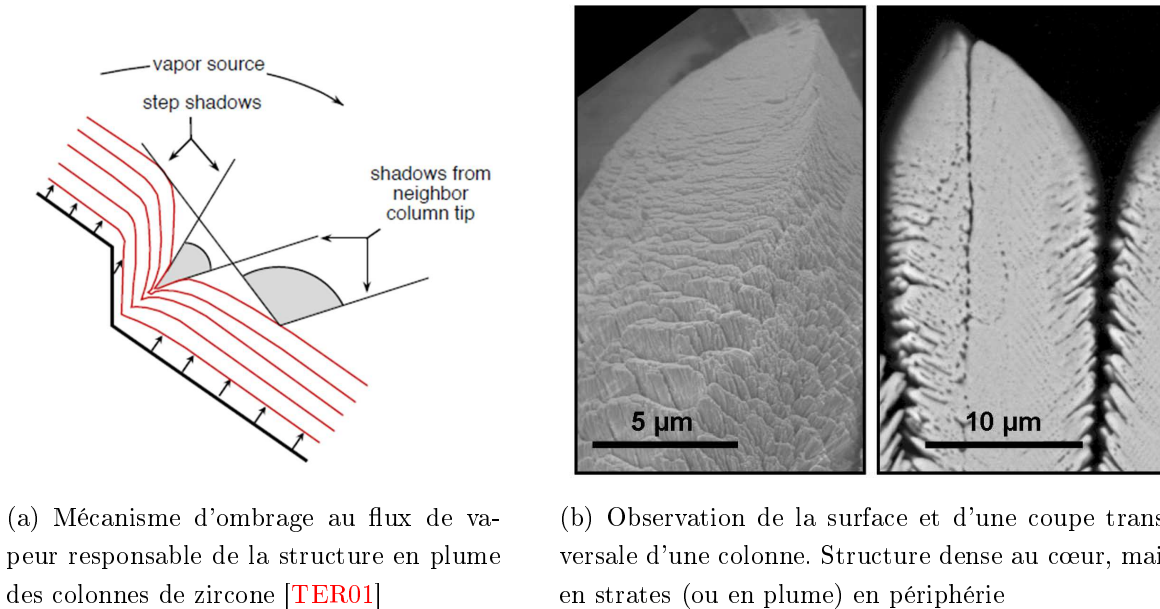 vapor source
step shadows
shadows from
neighbor
column tip
5 µm
10 µm
(a) Mécanisme d'ombrage au flux de va-
peur responsable de la structure en plume
des colonnes de zircone [TER01]
(b) Observation de la surface et d'une coupe trans
versale d'une colonne. Structure dense au cœur, mai
en strates (ou en plume) en périphérie